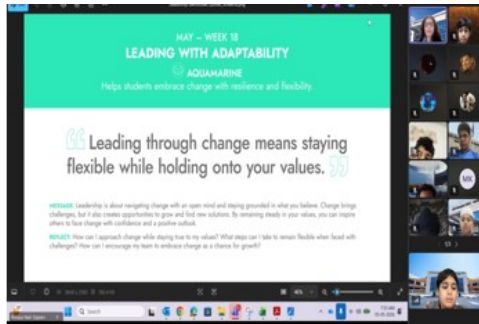 MAY – WEEK 18
LEADING WITH ADAPTABILITY
AQUAMARINE
Helps students embrace change with resilience and flexibility.
Leading through change means staying
flexible while holding onto your values.
MESSAGE: Leadership is about navigating change with an open mind and staying grounded in what you believe. Change brings
challenges, but it also creates opportunities to grow and find new solutions. By remaining steady in your values, you can inspire
others to face change with confidence and a positive outlook.
REFLECT: How can I approach change while staying true to my values? What steps can I take to remain flexible when faced with
challenges? How can I encourage my team to embrace change as a chance for growth?
MK
Search